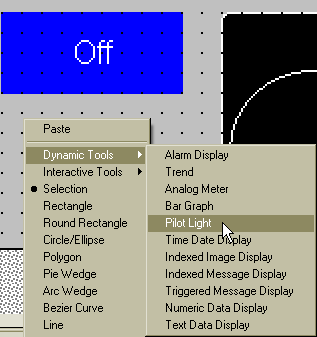 Off
Paste
Dynamic Tools
Interactive Tools
Selection
Rectangle
Round Rectangle
Circle/Ellipse
Polygon
Pie Wedge
Arc Wedge
Bezier Curve
Line
Alarm Display
Trend
Analog Meter
Bar Graph
Pilot Light
Time Date Display
Indexed Image Display
Indexed Message Display
Triggered Message Display
Numeric Data Display
Text Data Display